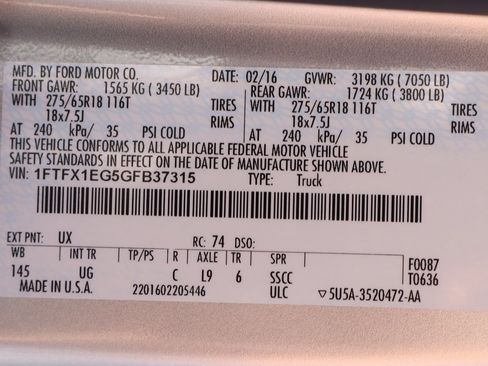 MFD. BY FORD MOTOR CO. DATE: 02/16 GVWR: 3198 KG ( 7050 LB)
FRONT GAWR: 1565 KG ( 3450 LB) REAR GAWR: 1724 KG ( 3800 LB)
WITH 275/65R18 116T TIRES WITH 275/65R18 116T TIRES
18x7.5J RIMS 18x7.5J RIMS
AT 240 kPa/ 35 PSI COLD AT 240 kPa/ 35 PSI COLD
THIS VEHICLE CONFORMS TO ALL APPLICABLE FEDERAL MOTOR VEHICLE
SAFETY STANDARDS IN EFFECT ON THE DATE OF MANUFACTURE SHOWN ABOVE.
VIN: 1FTFX1EG5GFB37315 TYPE: Truck
EXT PNT: UX RC: 74 DSO:
WB INT TR TP/PS R AXLE TR SPR F0087
145 UG C L9 6 SSCC T0636
MADE IN U.S.A. 2201602205446 ULC ▽5U5A-3520472-AA